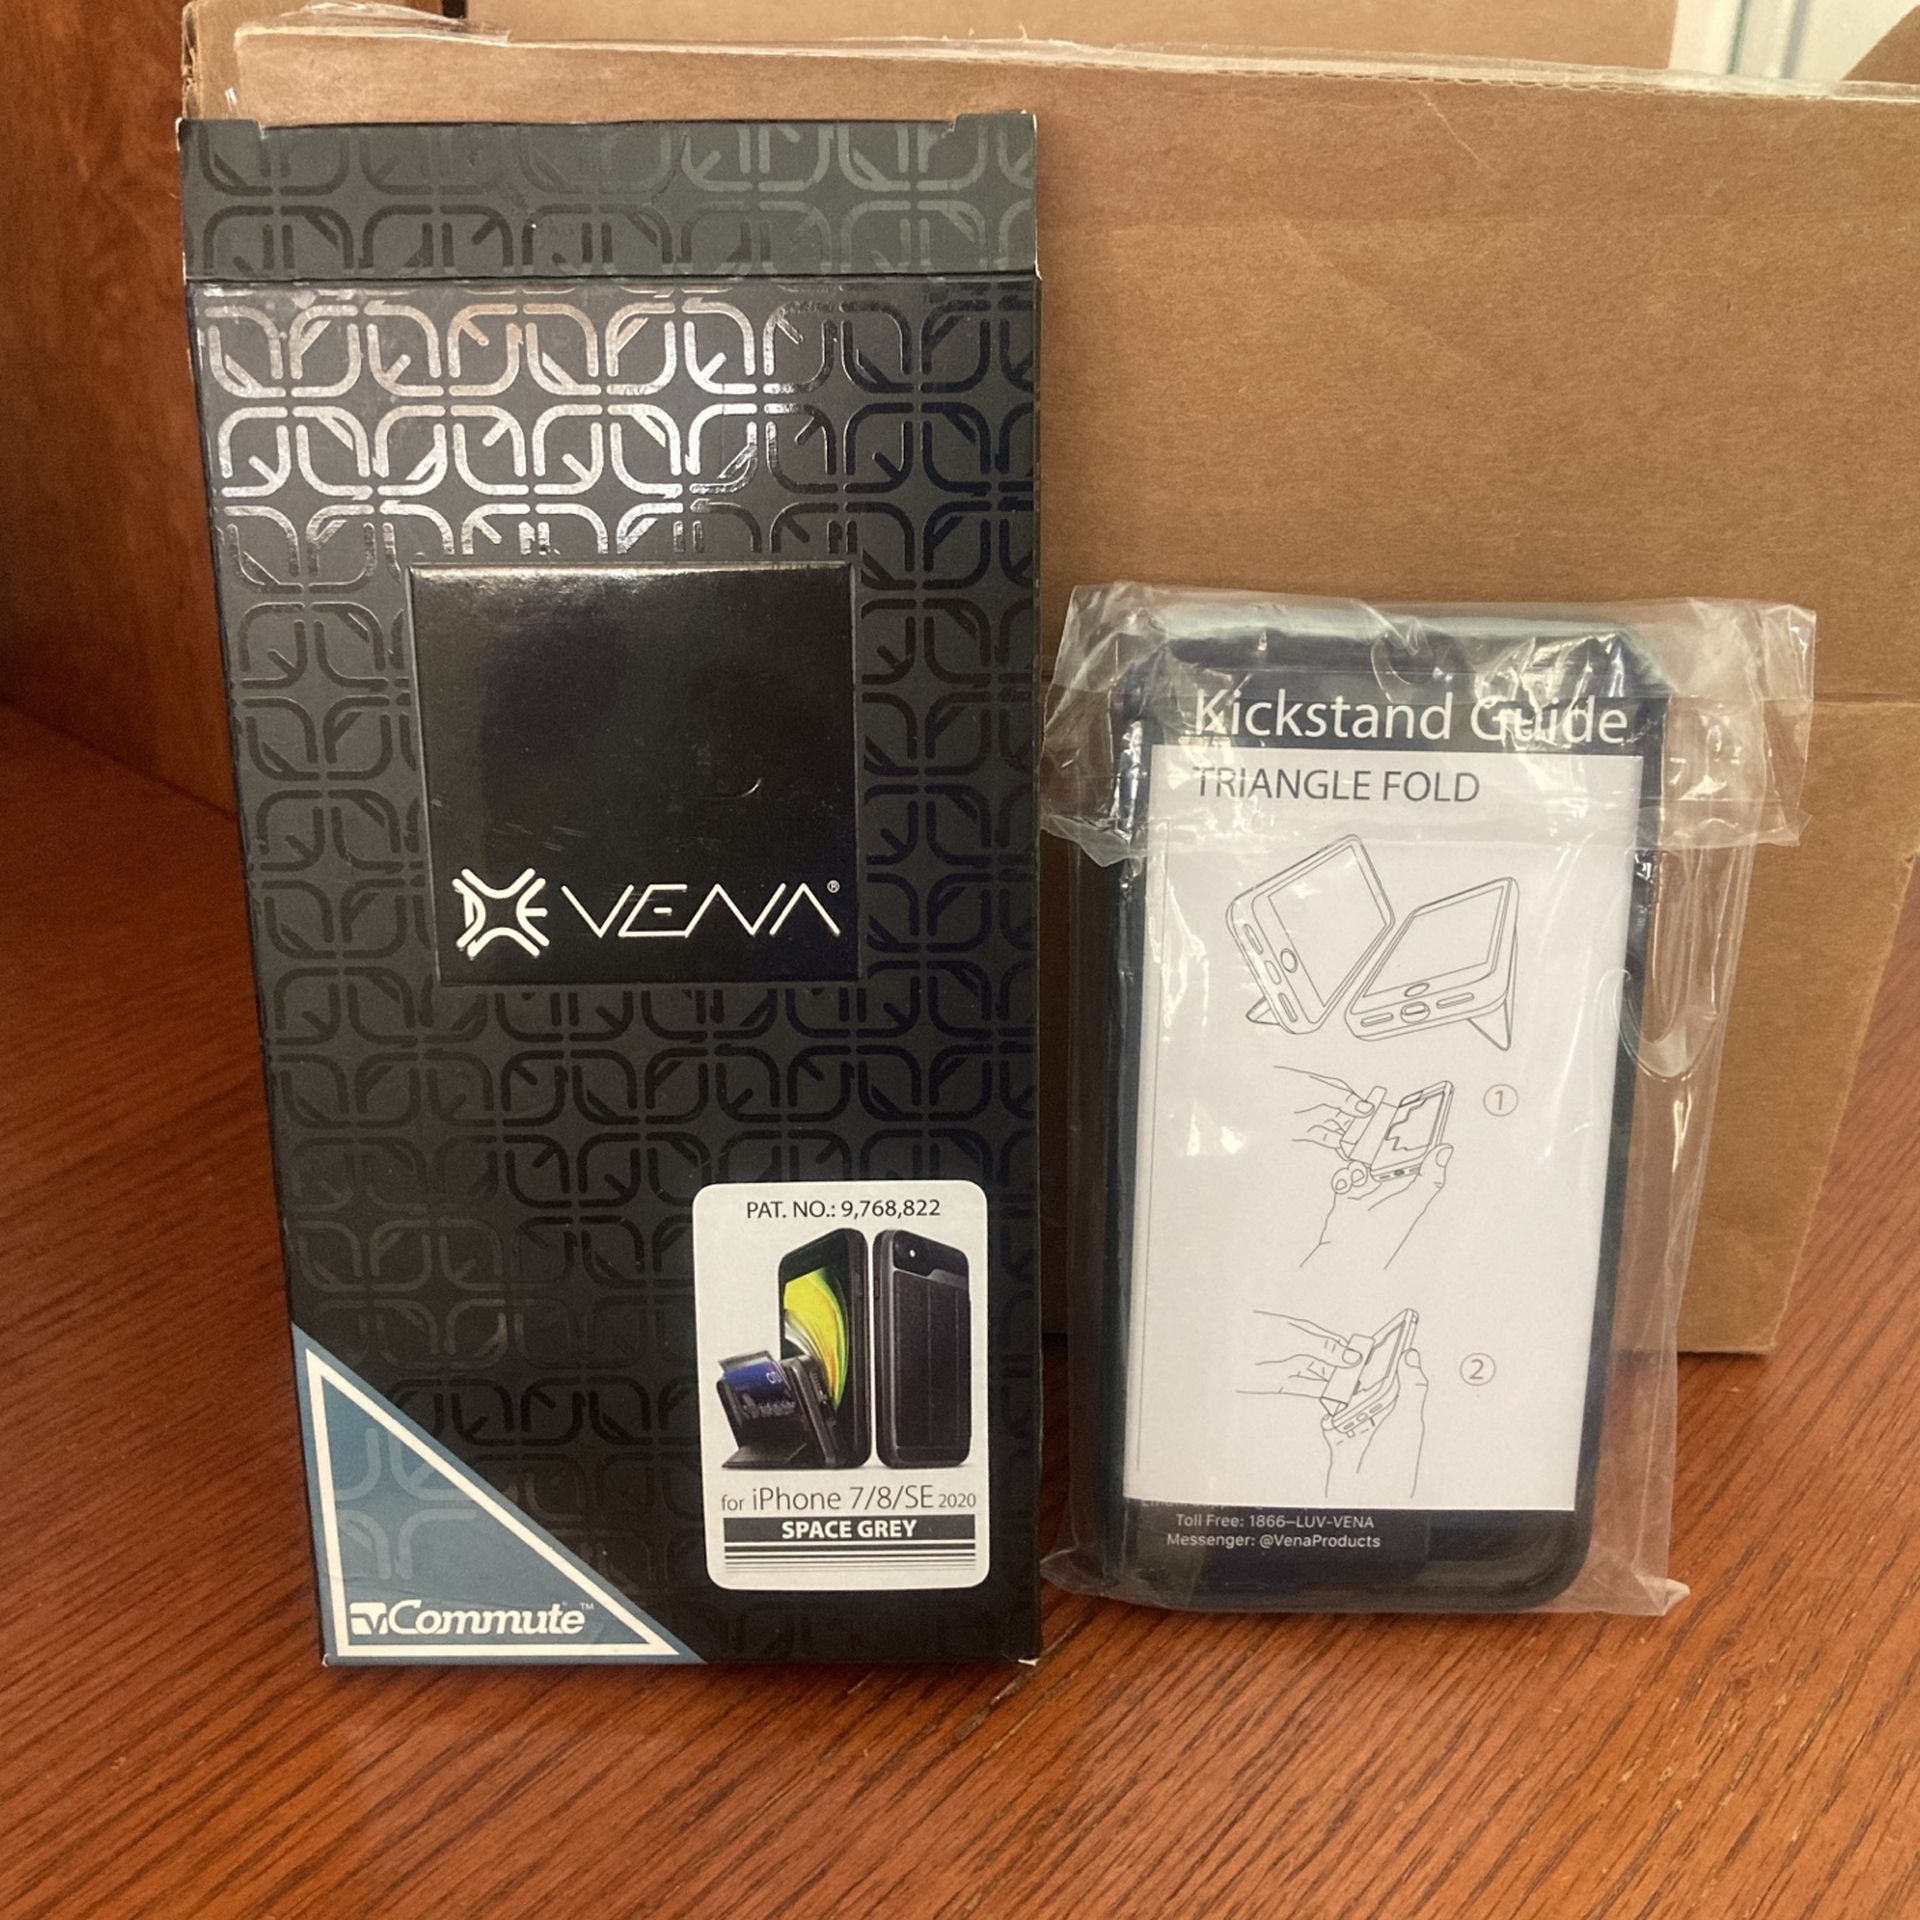 VENA®
PAT. NO.: 9,768,822
for iPhone 7/8/SE 2020
SPACE GREY
vCommute™
Kickstand Guide
TRIANGLE FOLD
1
2
Toll Free: 1866–LUV-VENA
Messenger: @VenaProducts